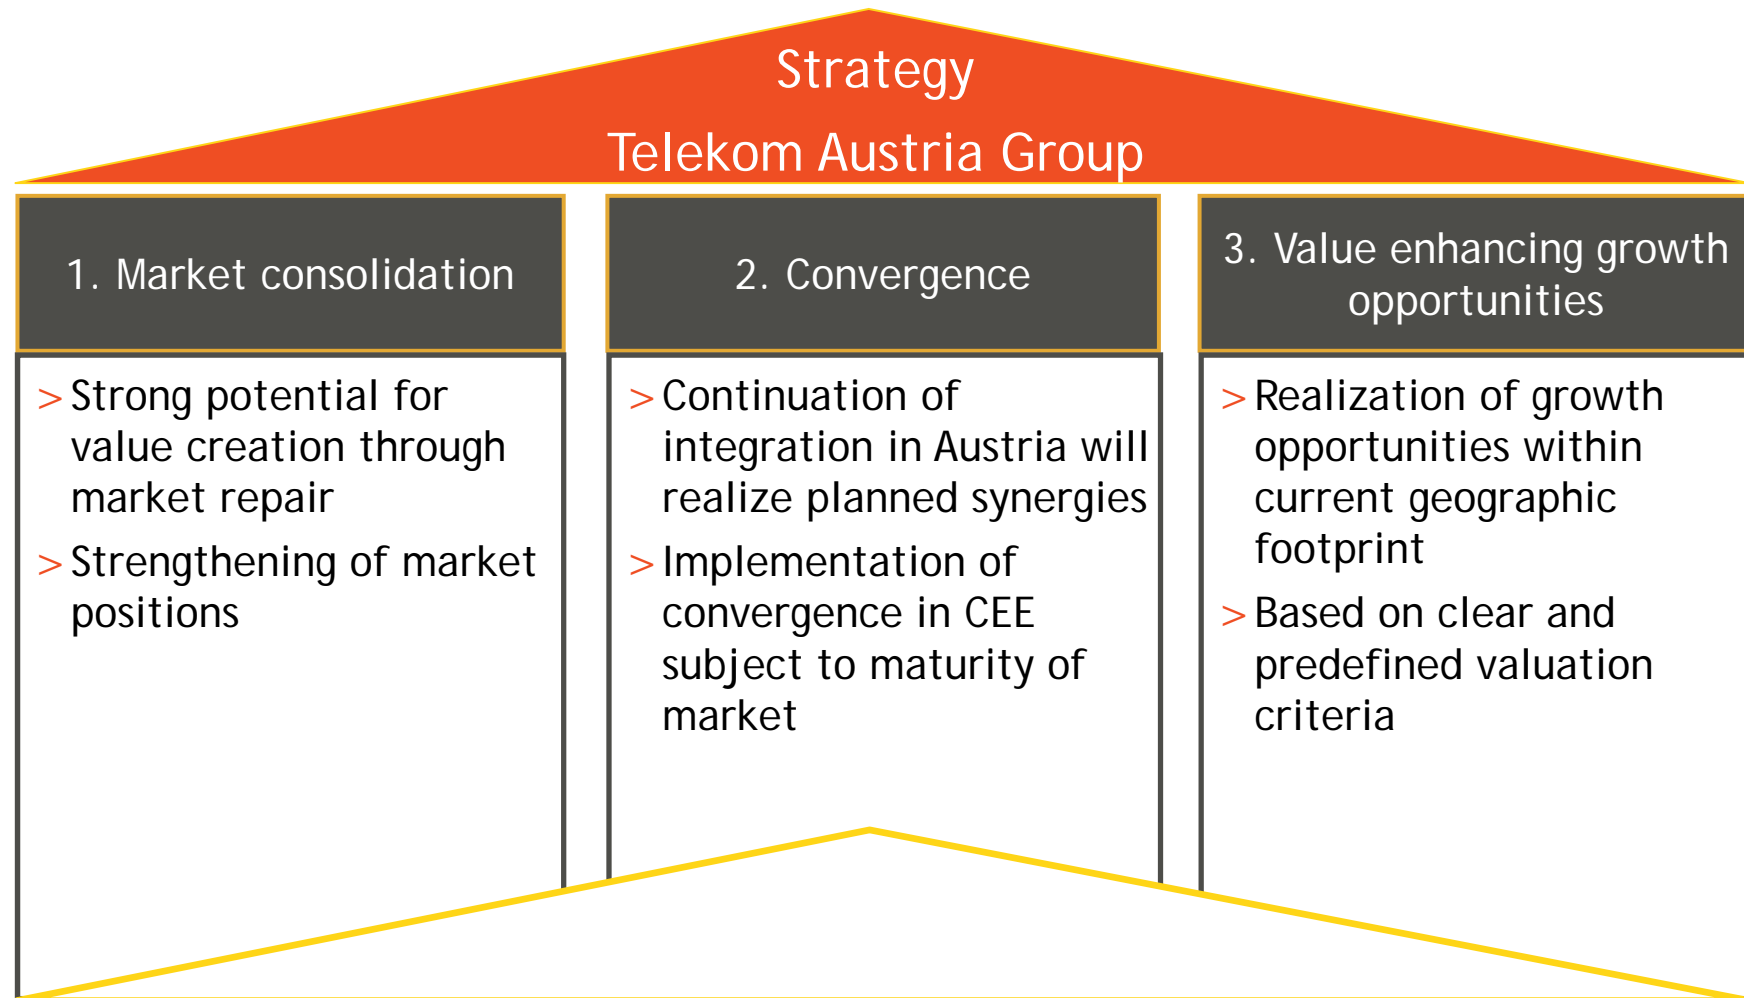 Strategy
Telekom Austria Group
1. Market consolidation
> Strong potential for
value creation through
market repair
> Strengthening of market
positions
2. Convergence
> Continuation of
integration in Austria will
realize planned synergies
> Implementation of
convergence in CEE
subject to maturity of
market
3. Value enhancing growth
opportunities
> Realization of growth
opportunities within
current geographic
footprint
> Based on clear and
predefined valuation
criteria